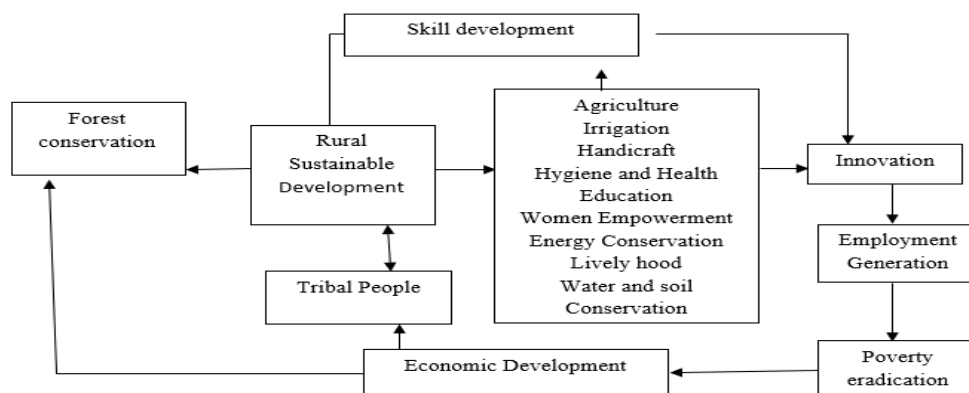 Skill development
Forest
conservation
Rural
Sustainable
Development
Agriculture
Irrigation
Handicraft
Hygiene and Health
Education
Women Empowerment
Energy Conservation
Lively hood
Water and soil
Conservation
Innovation
Employment
Generation
Tribal People
Economic Development
Poverty
eradication